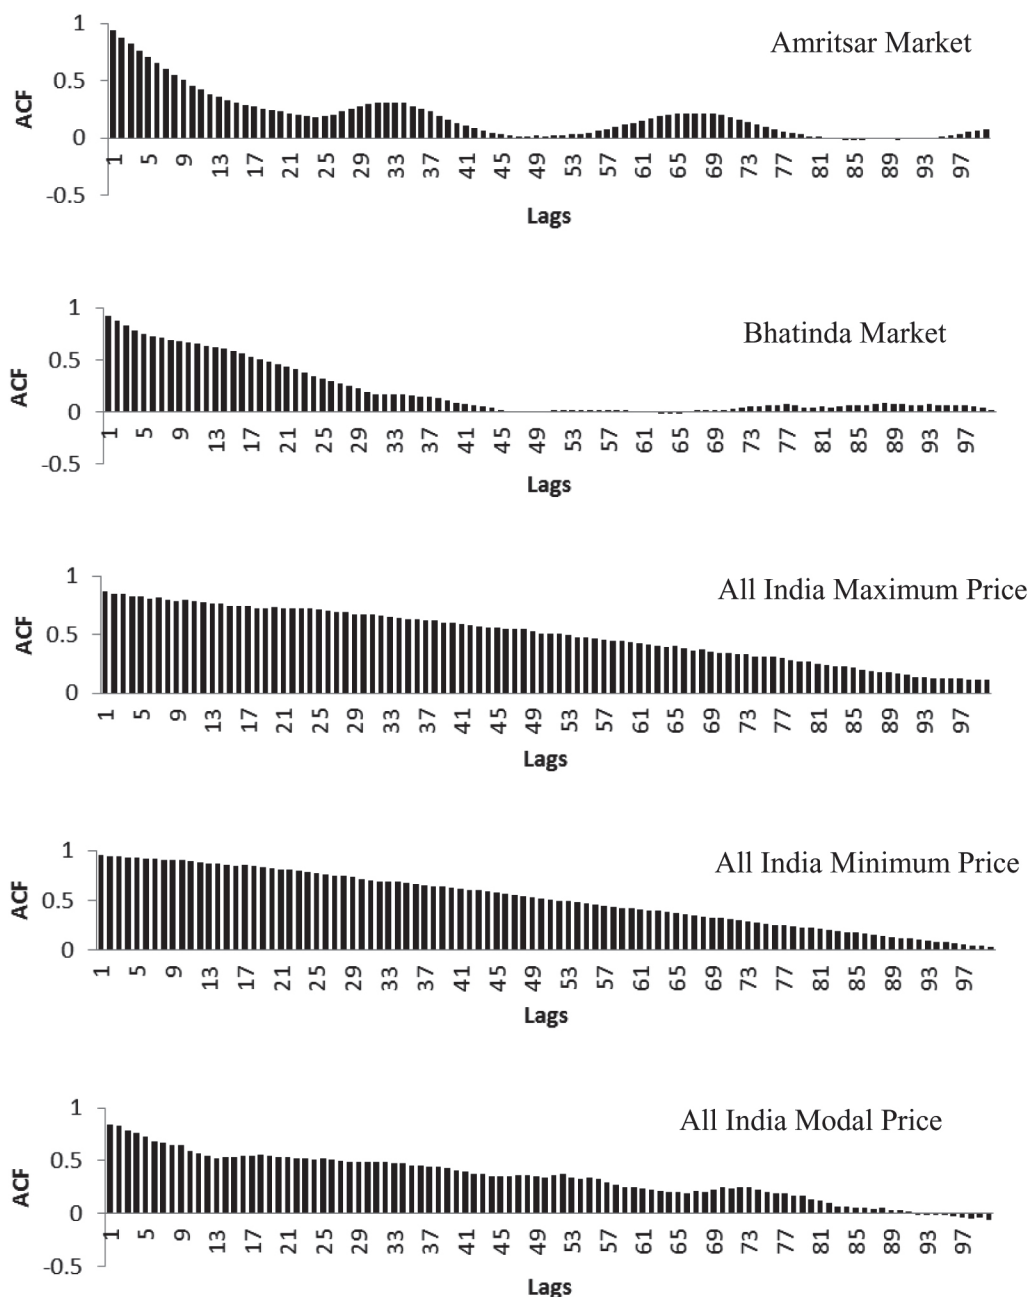 Amritsar Market
1
0.5
0
-0.5
ACF
1 5 9 13 17 21 25 29 33 37 41 45 49 53 57 61 65 69 73 77 81 85 89 93 97
Lags
Bhatinda Market
1
0.5
0
-0.5
ACF
1 5 9 13 17 21 25 29 33 37 41 45 49 53 57 61 65 69 73 77 81 85 89 93 97
Lags
All India Maximum Price
1
0.5
0
ACF
1 5 9 13 17 21 25 29 33 37 41 45 49 53 57 61 65 69 73 77 81 85 89 93 97
Lags
All India Minimum Price
1
0.5
0
ACF
1 5 9 13 17 21 25 29 33 37 41 45 49 53 57 61 65 69 73 77 81 85 89 93 97
Lags
All India Modal Price
1
0.5
0
-0.5
ACF
1 5 9 13 17 21 25 29 33 37 41 45 49 53 57 61 65 69 73 77 81 85 89 93 97
Lags